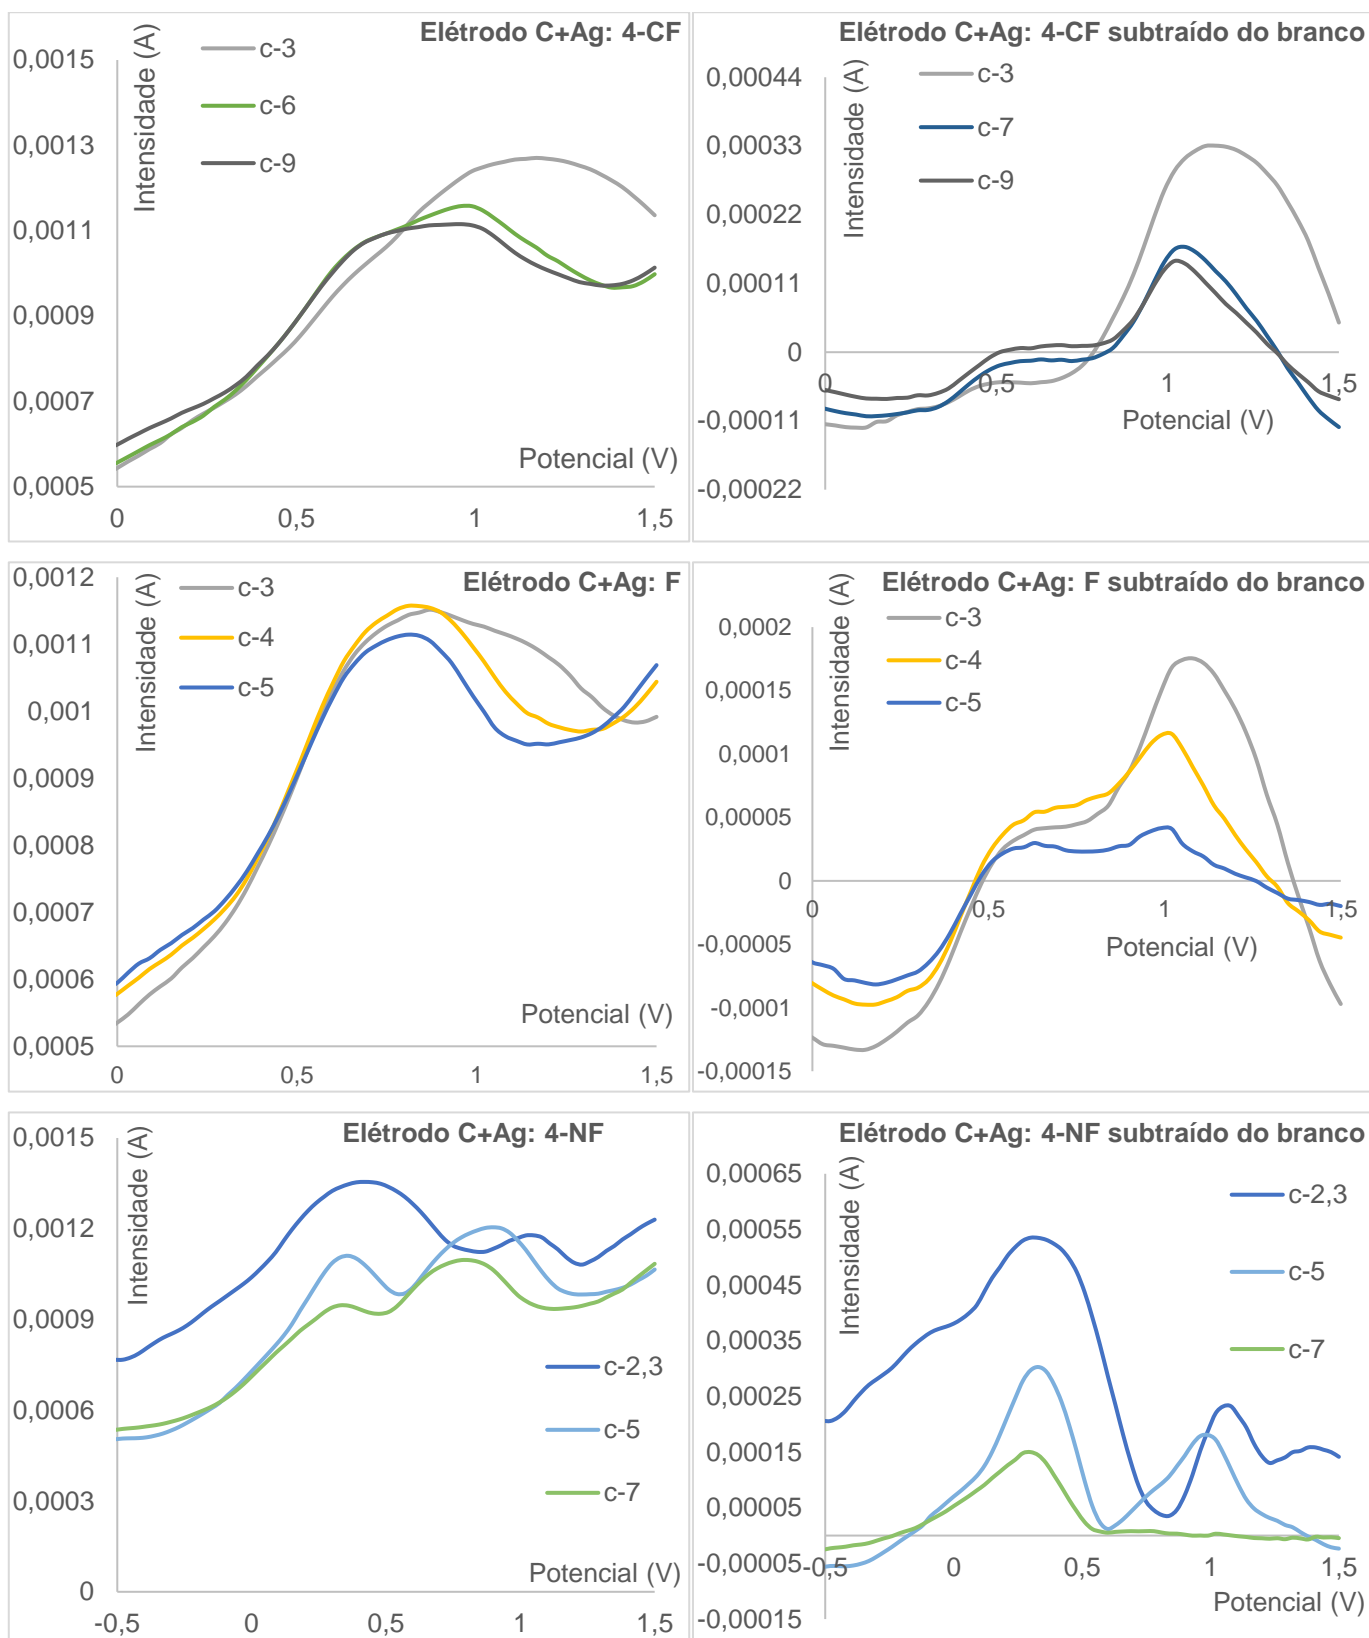 Elétrodo C+Ag: 4-CF
Intensidade (A)
c-3
c-6
c-9
0,0015
0,0013
0,0011
0,0009
0,0007
0,0005
0
0,5
1
1,5
Potencial (V)
Elétrodo C+Ag: 4-CF subtraído do branco
Intensidade (A)
c-3
c-7
c-9
0,00044
0,00033
0,00022
0,00011
0
-0,00011
-0,00022
0
0,5
1
1,5
Potencial (V)
Elétrodo C+Ag: F
Intensidade (A)
c-3
c-4
c-5
0,0012
0,0011
0,001
0,0009
0,0008
0,0007
0,0006
0,0005
0
0,5
1
1,5
Potencial (V)
Elétrodo C+Ag: F subtraído do branco
Intensidade (A)
c-3
c-4
c-5
0,0002
0,00015
0,0001
0,00005
0
-0,00005
-0,0001
-0,00015
0
0,5
1
1,5
Potencial (V)
Elétrodo C+Ag: 4-NF
Intensidade (A)
0,0015
0,0012
0,0009
0,0006
0,0003
0
c-2,3
c-5
c-7
Potencial (V)
-0,5
0
0,5
1
1,5
Elétrodo C+Ag: 4-NF subtraído do branco
Intensidade (A)
c-2,3
c-5
c-7
0,00065
0,00055
0,00045
0,00035
0,00025
0,00015
0,00005
-0,00005
-0,00015
-0,5
0
0,5
1
1,5
Potencial (V)